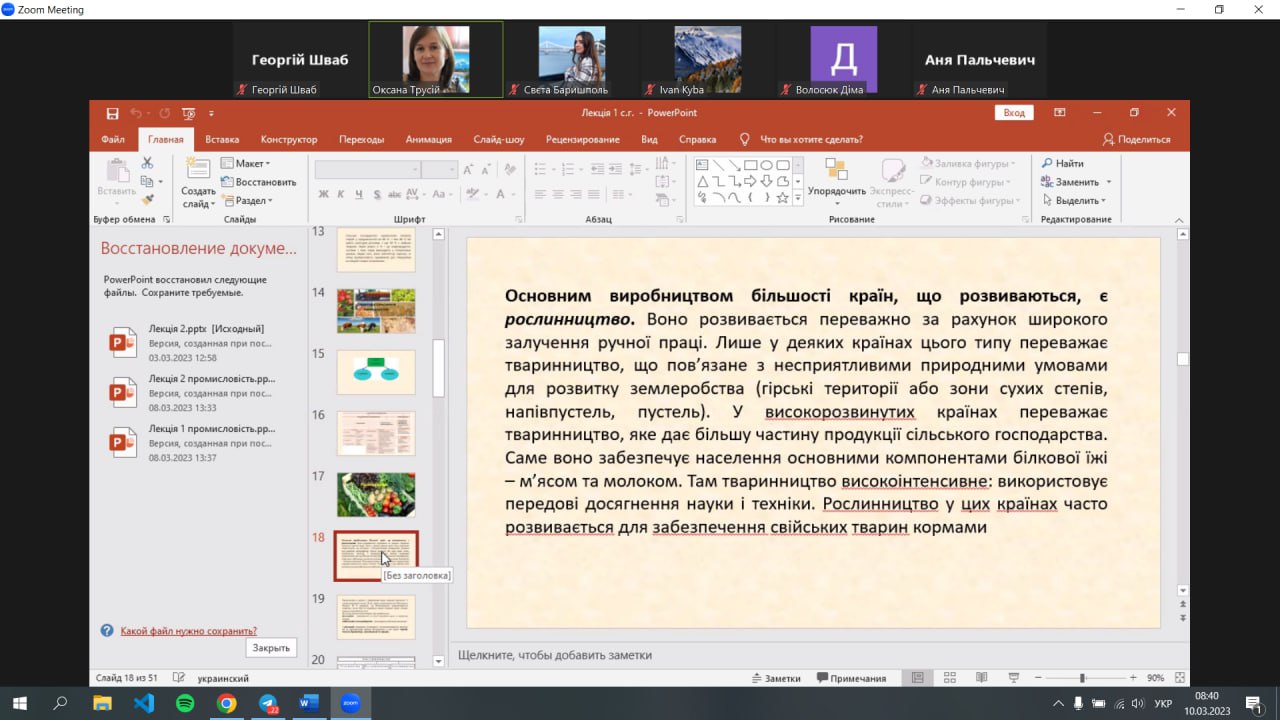 Zoom Meeting
Георгій Шваб
Аня Пальчевич
Д
Георгій Шваб
Оксана Трусій
Свєта Баришполь
Ivan Kyba
Волосюк Діма
Аня Пальчевич
Лекція 1 с.г. - PowerPoint
Вход
Файл Главная Вставка Конструктор Переходы Анимация Слайд-шоу Рецензирование Вид Справка Что вы хотите сделать? Поделиться
Вставить
Создать слайд
Макет
Восстановить
Раздел
Упорядочить
Экспресс-стили
Заливка фигуры
Контур фигуры
Эффекты фигуры
Найти
Заменить
Выделить
Буфер обмена Слайды Шрифт Абзац Рисование Редактирование
Восстановление докуме...
PowerPoint восстановил следующие
файлы. Сохраните требуемые.
Лекція 2.pptx [Исходный]
Версия, созданная при пос...
03.03.2023 12:58
Лекція 2 промисловість.pp...
Версия, созданная при пос...
08.03.2023 13:33
Лекція 1 промисловість.pp...
Версия, созданная при пос...
08.03.2023 13:37
Какой файл нужно сохранить?
Закрыть
13
14
15
16
17
18
[Без заголовка]
19
20
Основним виробництвом більшості країн, що розвиваються, є
рослинництво. Воно розвивається переважно за рахунок широкого
залучення ручної праці. Лише у деяких країнах цього типу переважає
тваринництво, що пов’язане з несприятливими природними умовами
для розвитку землеробства (гірські території або зони сухих степів,
напівпустель, пустель). У високорозвинутих країнах переважає
тваринництво, яке дає більшу частину продукції сільського господарства.
Саме воно забезпечує населення основними компонентами білкової їжі
– м’ясом та молоком. Там тваринництво високоінтенсивне: використовує
передові досягнення науки і техніки. Рослинництво у цих країнах часто
розвивається для забезпечення свійських тварин кормами
Щелкните, чтобы добавить заметки
Слайд 18 из 51 украинский Заметки Примечания 90%
22
zoom
УКР
08:40
10.03.2023
1